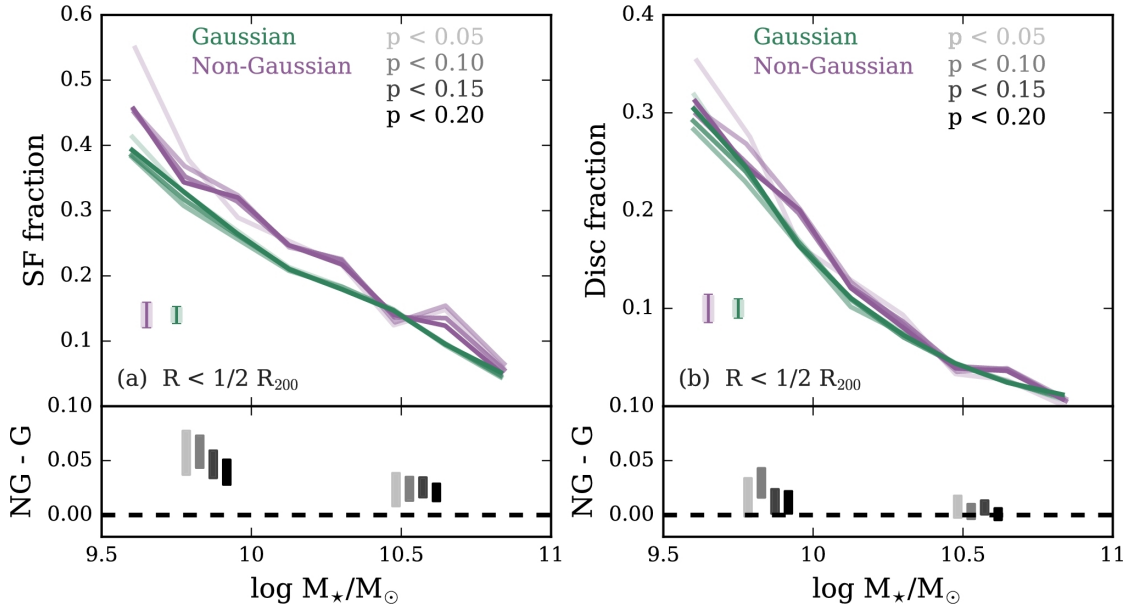 0.6
0.5
0.4
0.3
0.2
0.1
SF fraction
Gaussian
Non-Gaussian
p < 0.05
p < 0.10
p < 0.15
p < 0.20
(a) R < 1/2 R₂₀₀
0.10
0.05
0.00
NG - G
9.5
10
10.5
11
log M⋆/M⊙
0.4
0.3
0.2
0.1
Disc fraction
Gaussian
Non-Gaussian
p < 0.05
p < 0.10
p < 0.15
p < 0.20
(b) R < 1/2 R₂₀₀
0.10
0.05
0.00
NG - G
9.5
10
10.5
11
log M⋆/M⊙